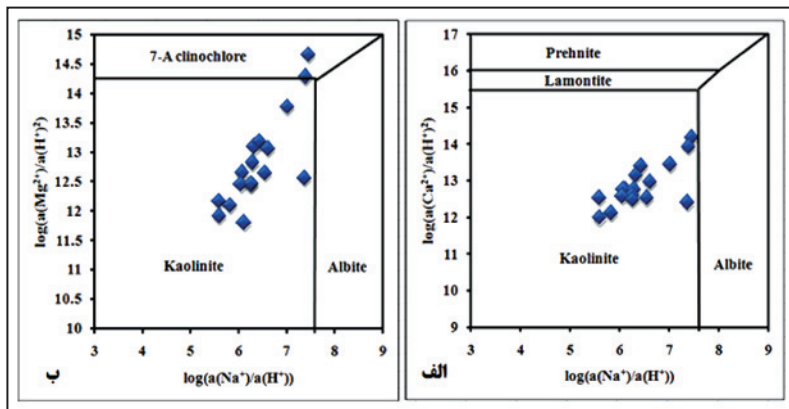 15
14.5
14
13.5
13
12.5
12
11.5
11
10.5
10
log(a(Mg²⁺)/a(H⁺)²)
7-A clinochlore
Kaolinite
Albite
3 4 5 6 7 8 9
log(a(Na⁺)/a(H⁺))
ب
17
16
15
14
13
12
11
10
9
log(a(Ca²⁺)/a(H⁺)²)
Prehnite
Lamontite
Kaolinite
Albite
3 4 5 6 7 8 9
log(a(Na⁺)/a(H⁺))
الف